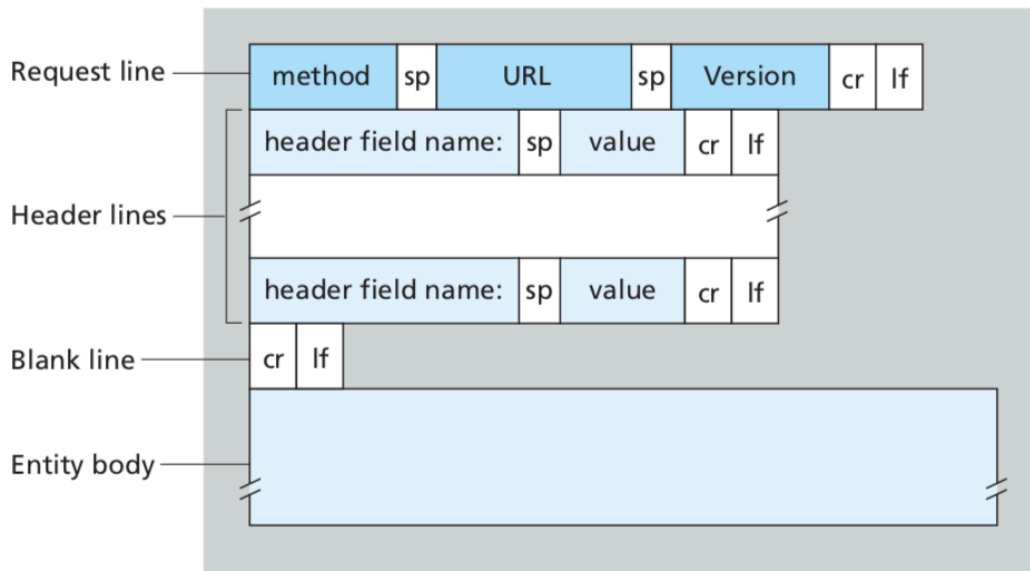 Request line method sp URL sp Version cr lf
header field name: sp value cr lf
Header lines
header field name: sp value cr lf
Blank line cr lf
Entity body